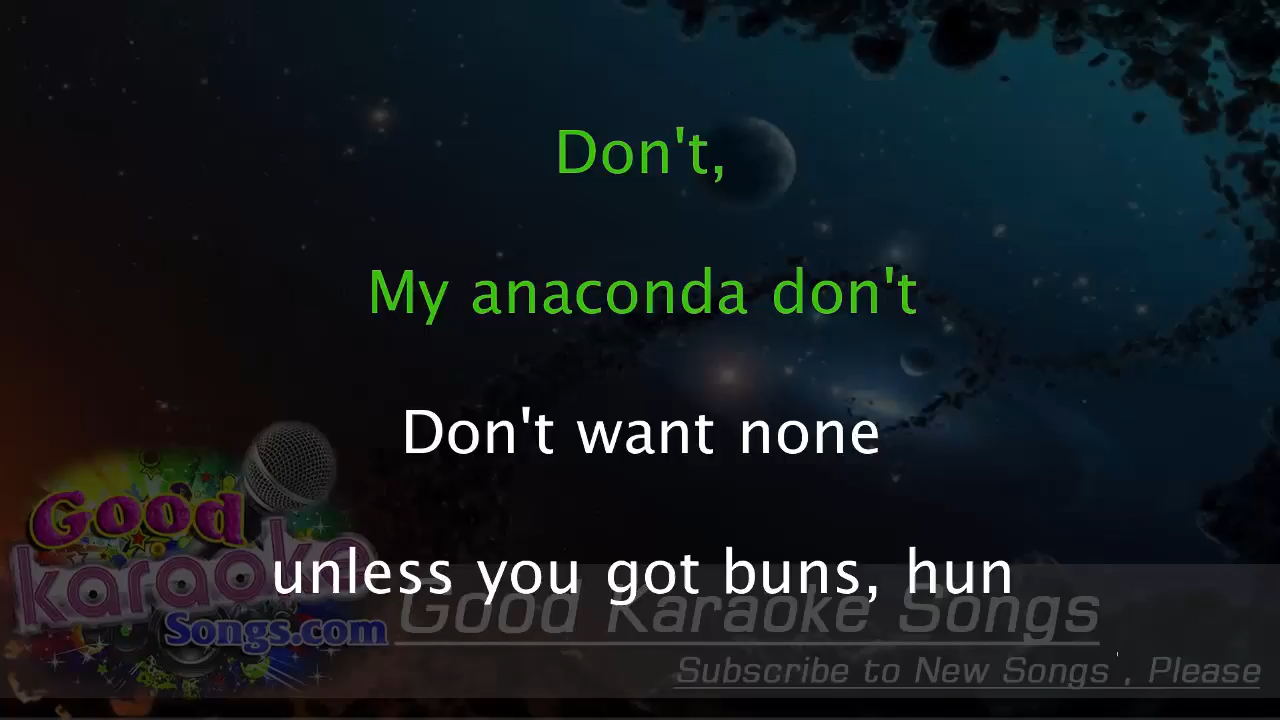 Don't,
My anaconda don't
Don't want none
unless you got buns, hun
Good
karaoke
Songs.com
Good Karaoke Songs
Subscribe to New Songs , Please